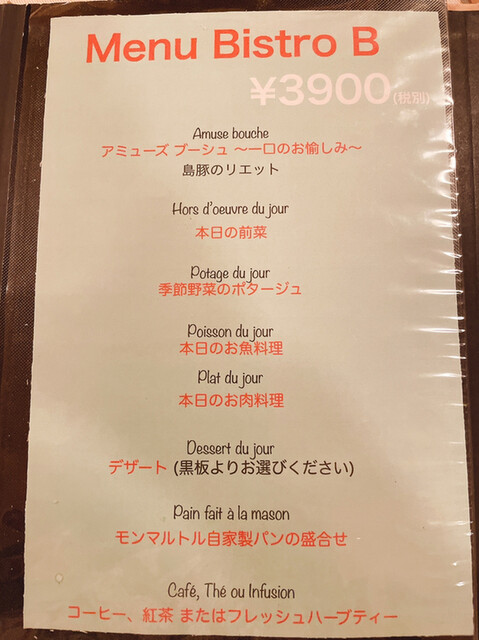 Menu Bistro B
¥3900(税別)
Amuse bouche
アミューズ ブーシュ 〜一口のお愉しみ〜
島豚のリエット
Hors d'oeuvre du jour
本日の前菜
Potage du jour
季節野菜のポタージュ
Poisson du jour
本日のお魚料理
Plat du jour
本日のお肉料理
Dessert du jour
デザート (黒板よりお選びください)
Pain fait à la mason
モンマルトル自家製パンの盛合せ
Café, Thé ou Infusion
コーヒー、紅茶 またはフレッシュハーブティー